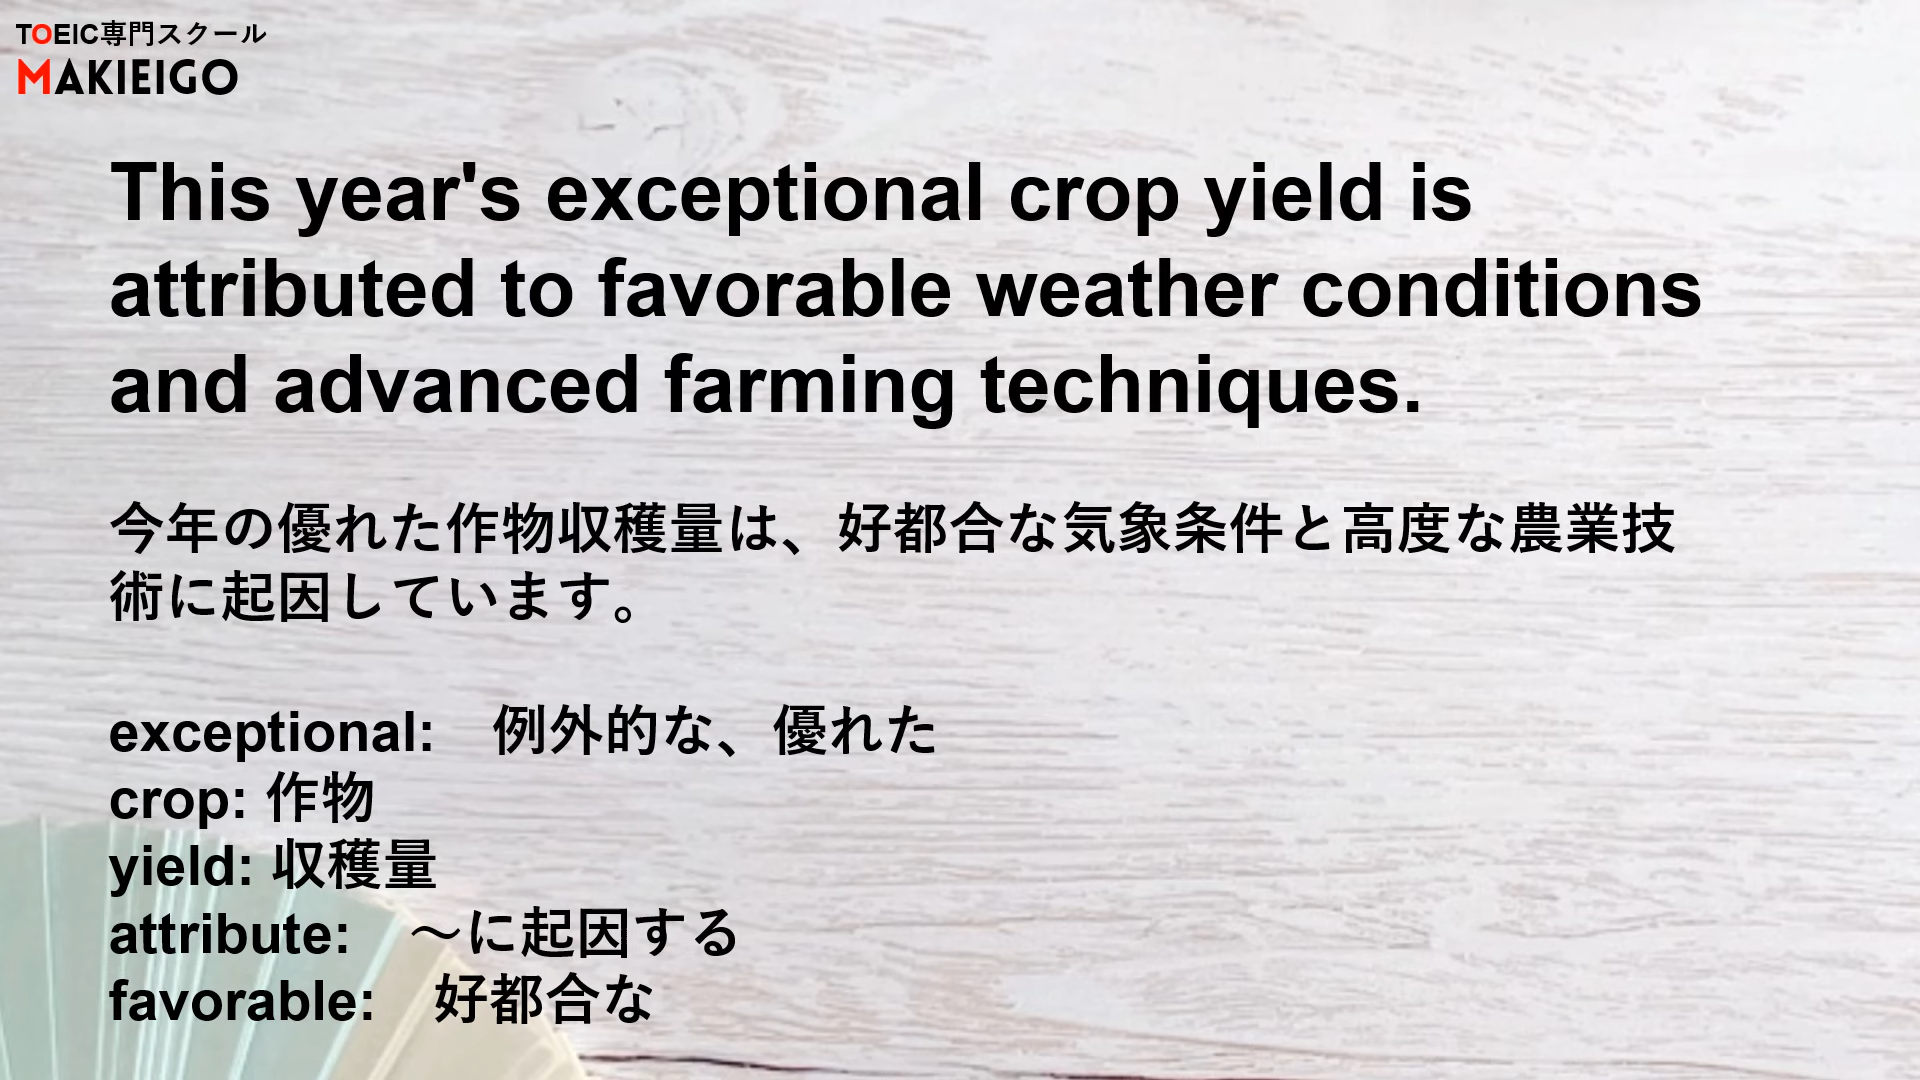 TOEIC専門スクール
MAKIEIGO
This year's exceptional crop yield is
attributed to favorable weather conditions
and advanced farming techniques.
今年の優れた作物収穫量は、好都合な気象条件と高度な農業技
術に起因しています。
exceptional:　例外的な、優れた
crop: 作物
yield: 収穫量
attribute:　～に起因する
favorable:　好都合な